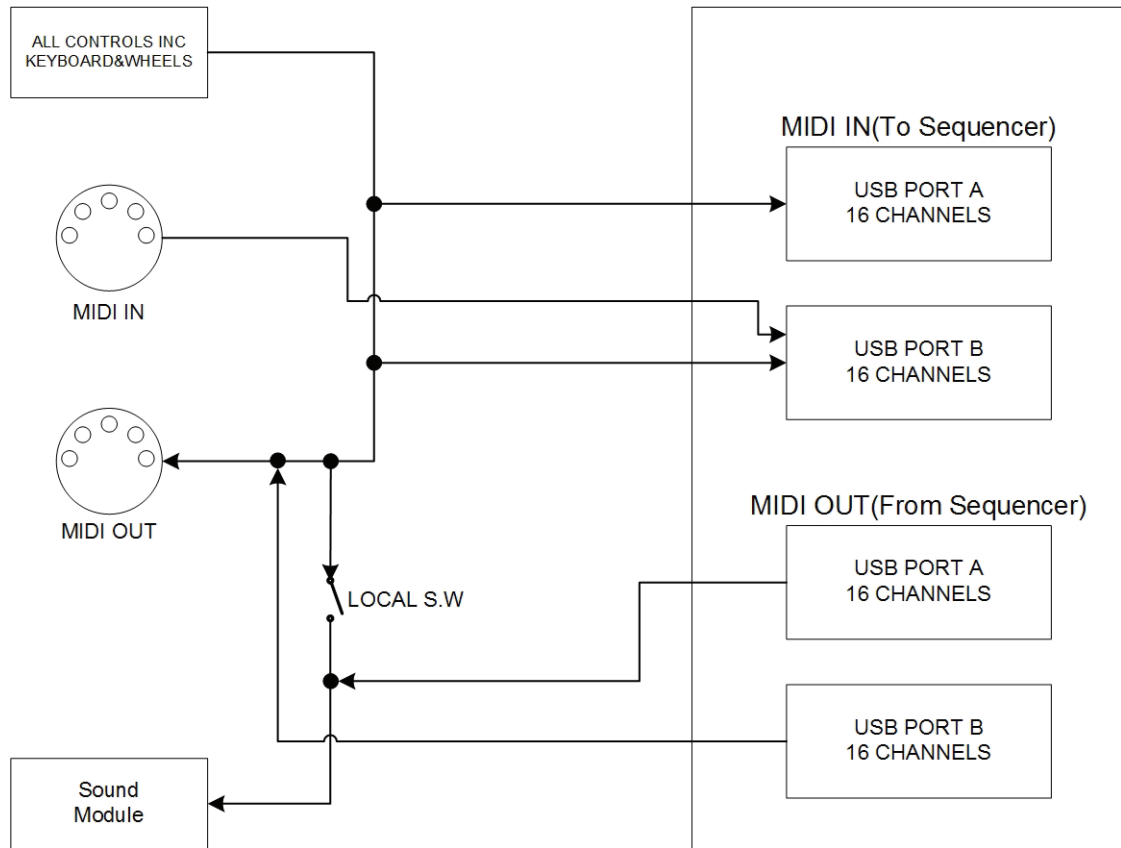 ALL CONTROLS INC
KEYBOARD&WHEELS
MIDI IN(To Sequencer)
USB PORT A
16 CHANNELS
MIDI IN
USB PORT B
16 CHANNELS
MIDI OUT
MIDI OUT(From Sequencer)
USB PORT A
16 CHANNELS
LOCAL S.W
USB PORT B
16 CHANNELS
Sound
Module